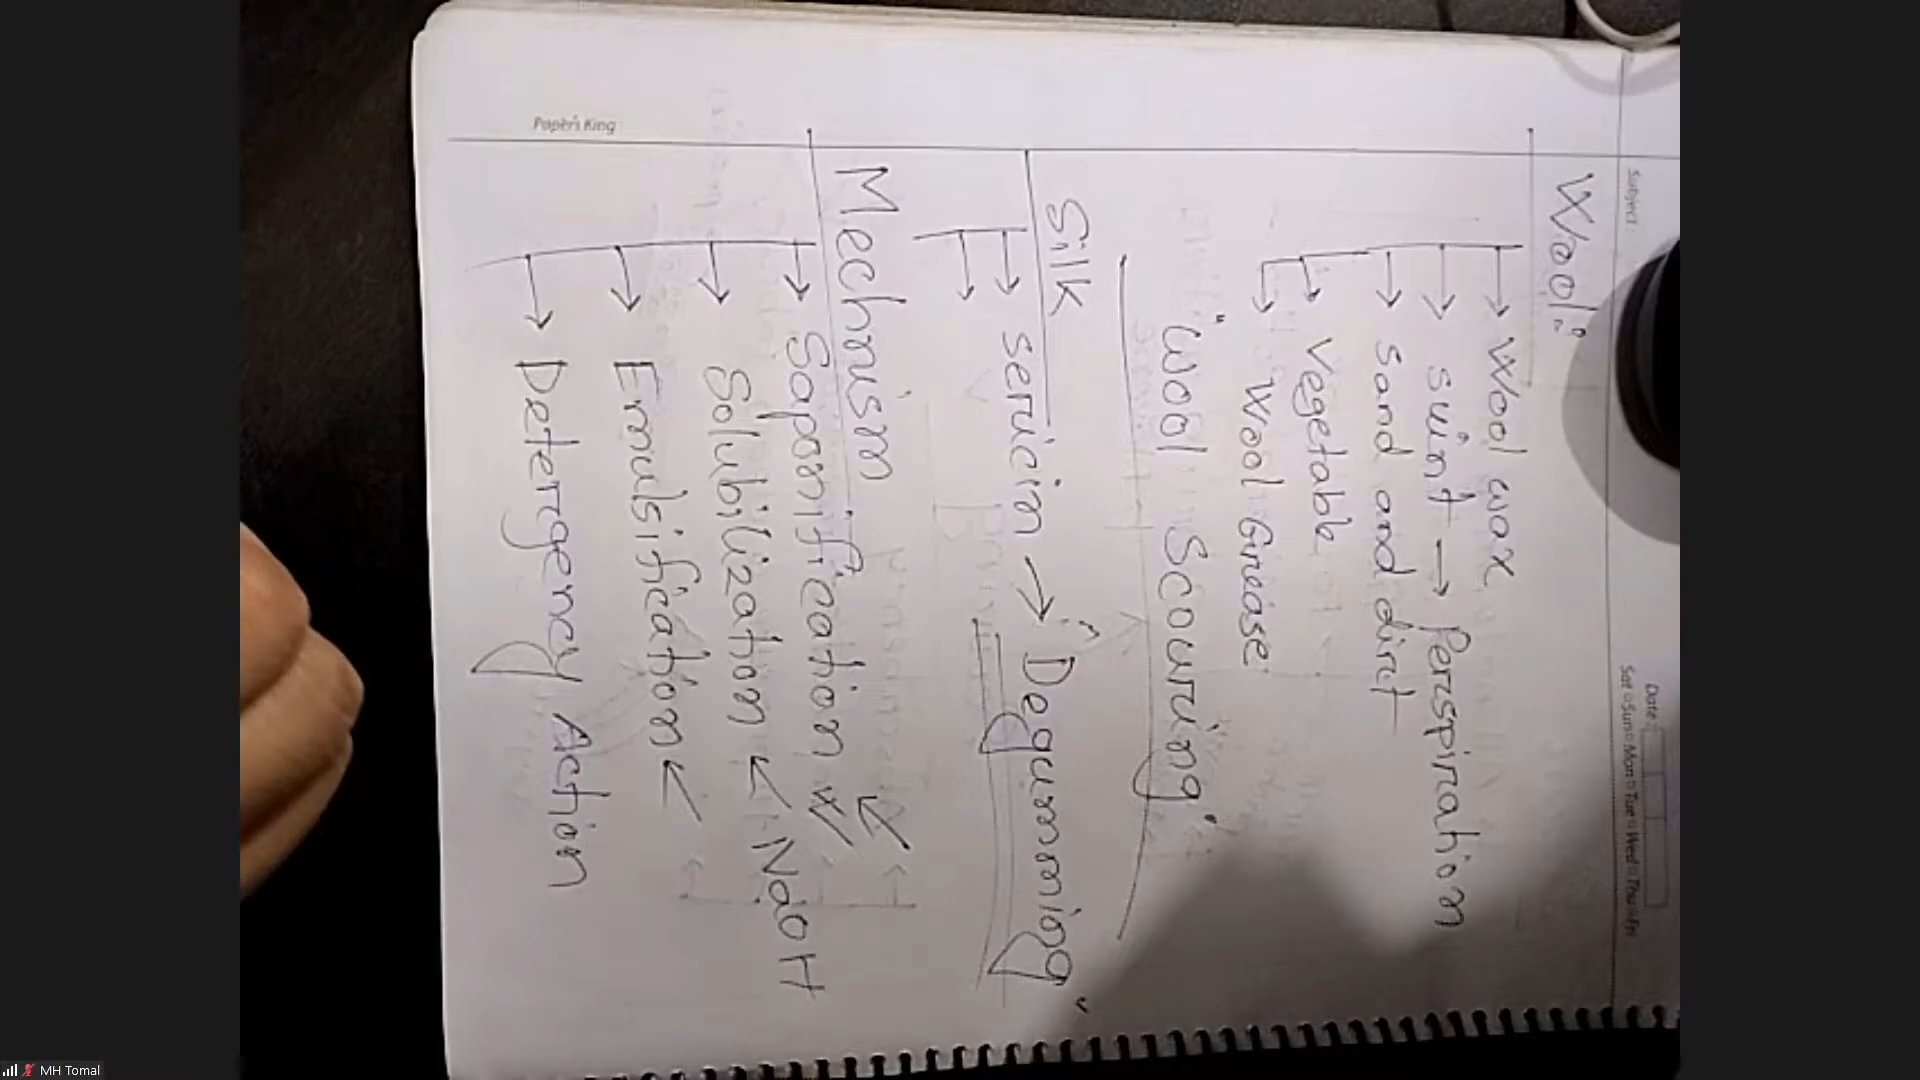 Subject:
Date:
Sat Sun Mon Tue Wed Thu Fri
Wool:
→ Wool wax
→ suint → Perspiration
→ sand and dirt
→ Vegetable
→ Wool Grease
"Wool Scouring"
Silk
→ sericin → "Degumming"
→
Mechnism
→ Saponification
→ Solubilization ← NaOH
→ Emulsification ←
→ Detergency Action
Paper's King
MH Tomal